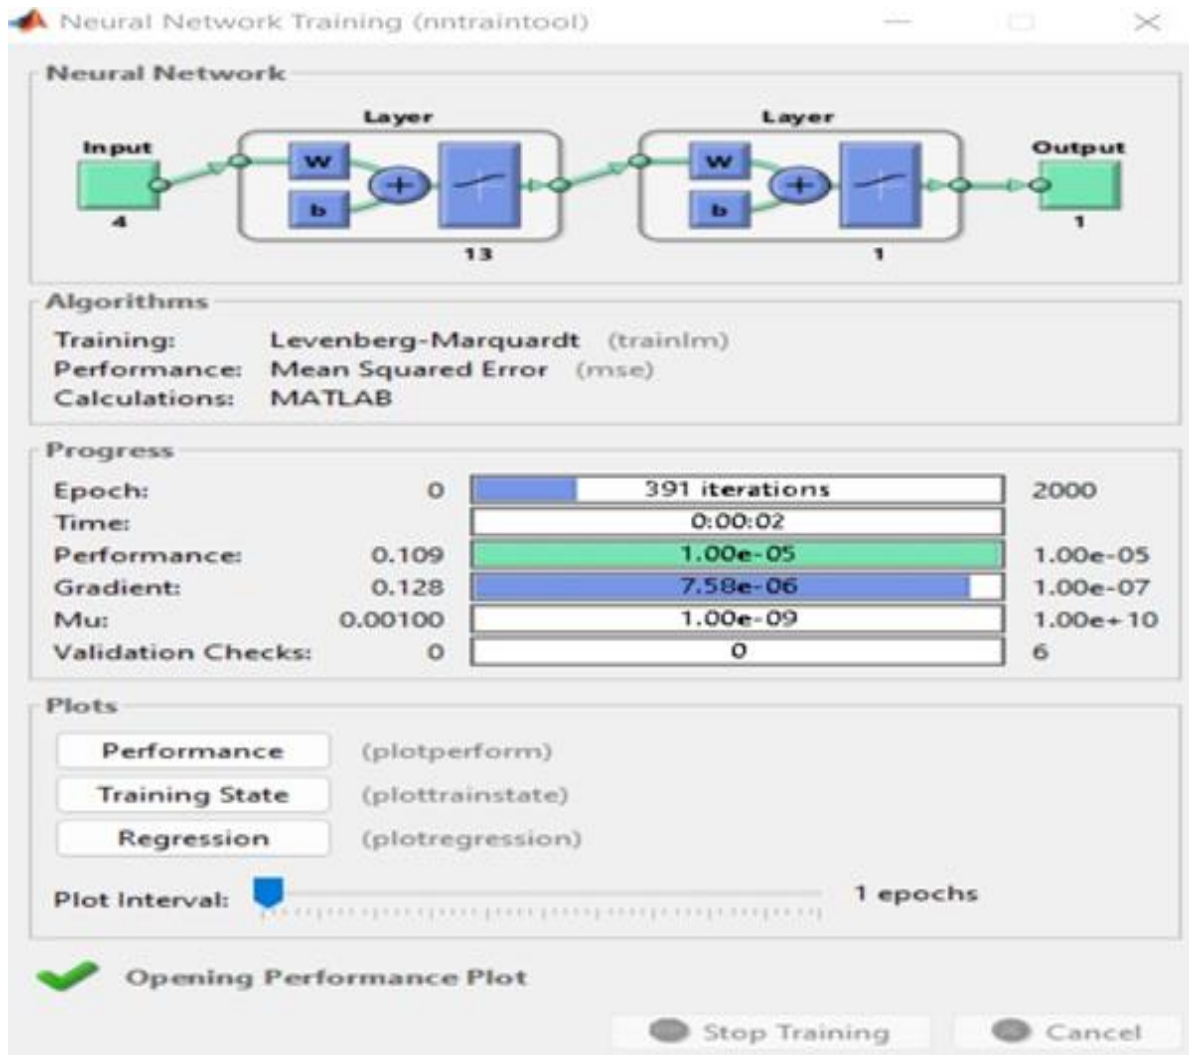 Neural Network Training (nntraintool)
Neural Network
Layer Layer
Input Output
W W
b b
4 13 1 1
Algorithms
Training: Levenberg-Marquardt (trainlm)
Performance: Mean Squared Error (mse)
Calculations: MATLAB
Progress
Epoch: 0 391 iterations 2000
Time: 0:00:02
Performance: 0.109 1.00e-05 1.00e-05
Gradient: 0.128 7.58e-06 1.00e-07
Mu: 0.00100 1.00e-09 1.00e+10
Validation Checks: 0 0 6
Plots
Performance (plotperform)
Training State (plottrainstate)
Regression (plotregression)
Plot Interval: 1 epochs
Opening Performance Plot
Stop Training Cancel